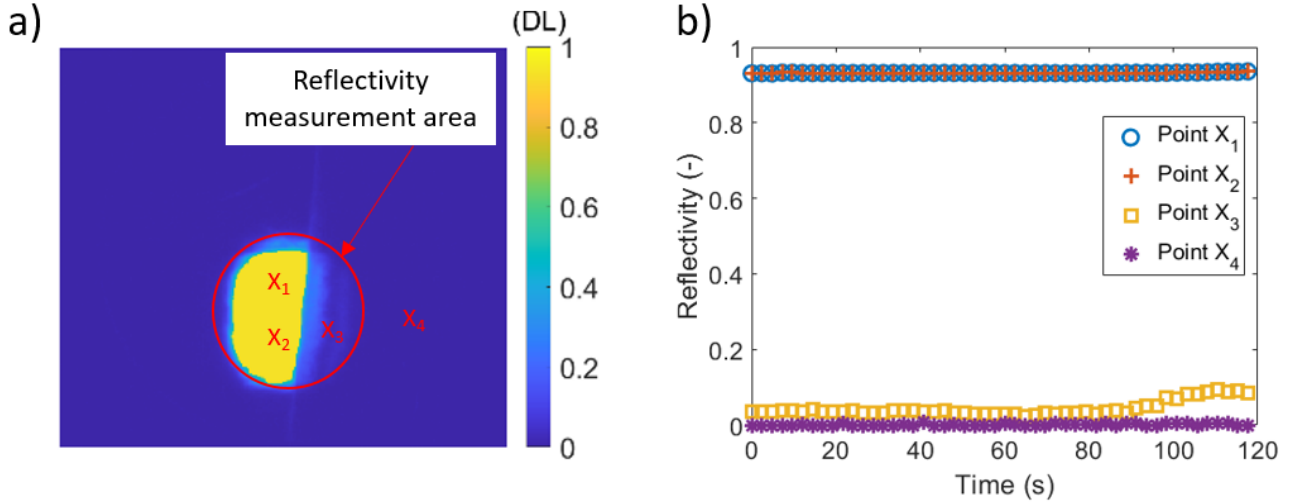 a)
(DL)
Reflectivity
measurement area
1
0.8
0.6
0.4
0.2
0
X₁
X₂
X₃
X₄
b)
1
0.8
0.6
0.4
0.2
0
Reflectivity (-)
Point X₁
Point X₂
Point X₃
Point X₄
0 20 40 60 80 100 120
Time (s)